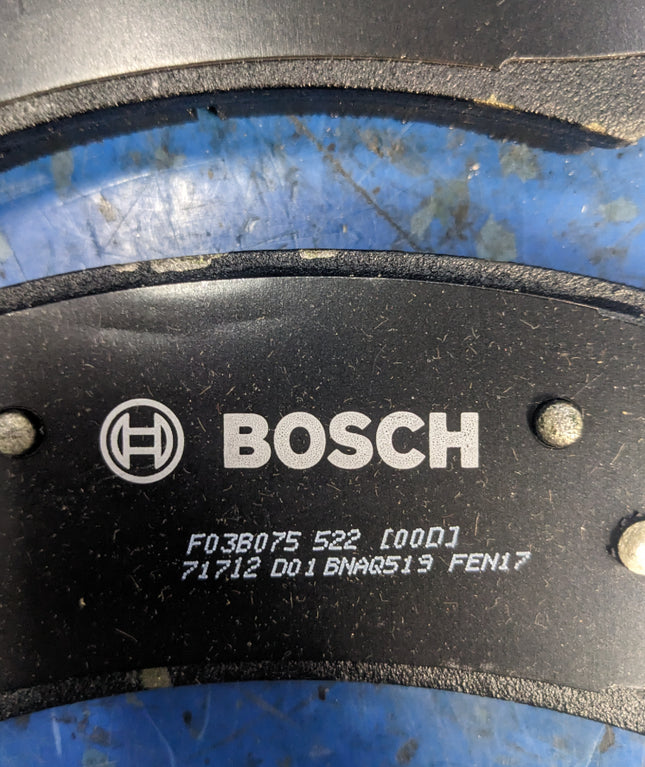 BOSCH
F03B075 522 [00D]
71712 D01 BNAQ519 FEN17